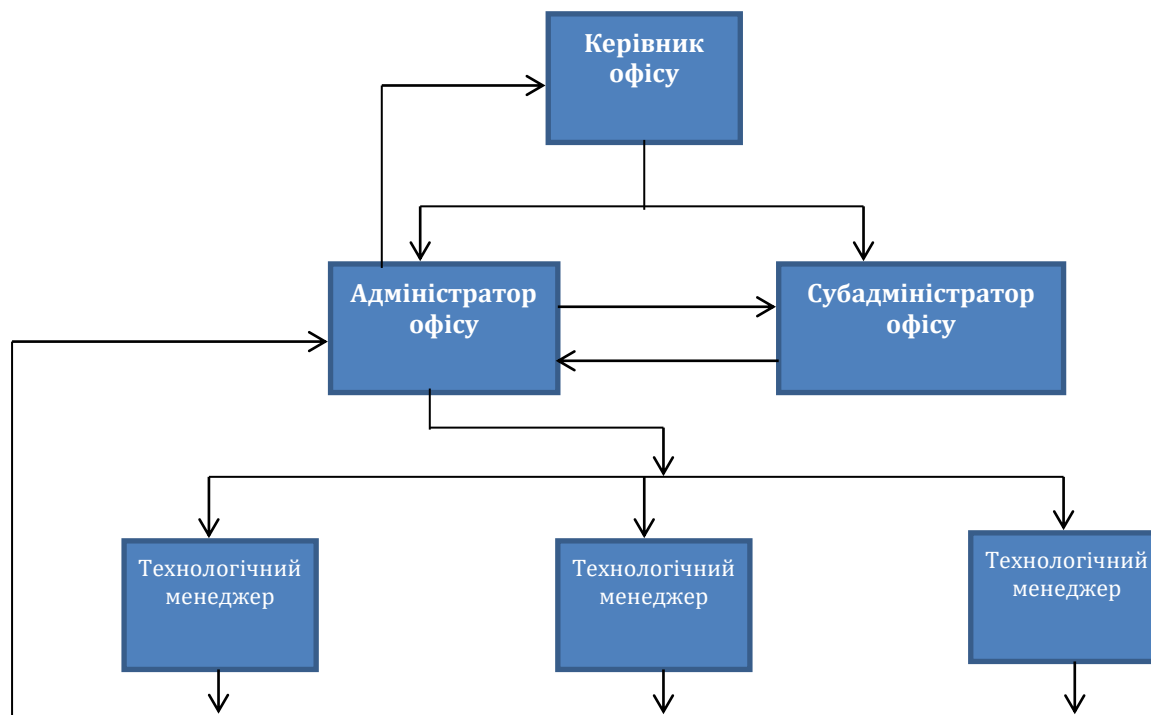 Керівник
офісу
Адміністратор
офісу
Субадміністратор
офісу
Технологічний
менеджер
Технологічний
менеджер
Технологічний
менеджер